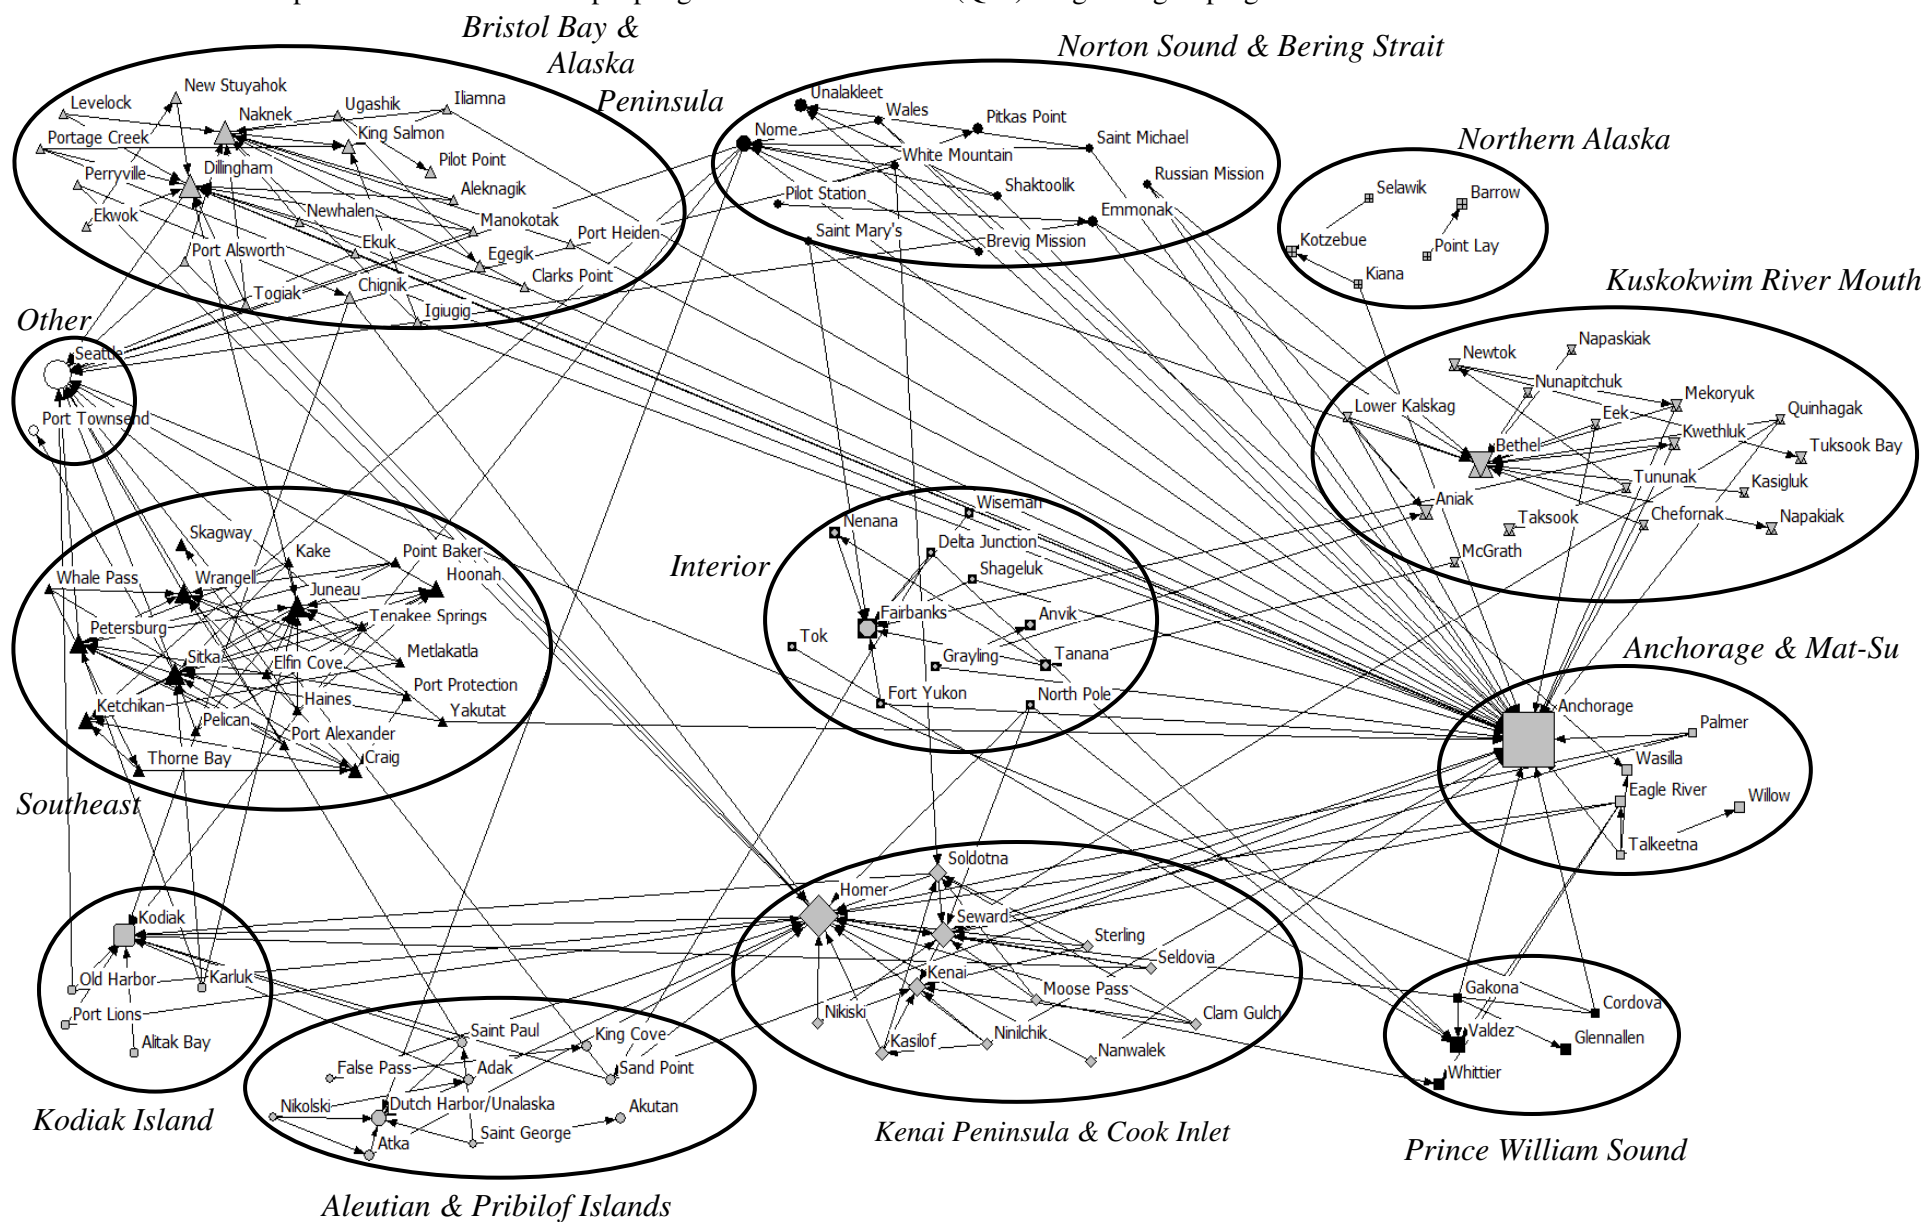 Bristol Bay &
Alaska
Peninsula
Norton Sound & Bering Strait
Northern Alaska
Kuskokwim River Mouth
Other
Southeast
Interior
Anchorage & Mat-Su
Kodiak Island
Aleutian & Pribilof Islands
Kenai Peninsula & Cook Inlet
Prince William Sound
New Stuyahok
Levelock
Naknek
Ugashik
Iliamna
Portage Creek
King Salmon
Pilot Point
Perryville
Dillingham
Aleknagik
Ekwok
Newhalen
Manokotak
Port Heiden
Port Alsworth
Ekuk
Egegik
Clarks Point
Togiak
Chignik
Igiugig
Unalakleet
Wales
Pitkas Point
Nome
Saint Michael
White Mountain
Russian Mission
Pilot Station
Shaktoolik
Emmonak
Saint Mary's
Brevig Mission
Selawik
Barrow
Kotzebue
Point Lay
Kiana
Newtok
Napaskiak
Nunapitchuk
Mekoryuk
Lower Kalskag
Eek
Quinhagak
Bethel
Kwethluk
Tuksook Bay
Tununak
Kasigluk
Aniak
Taksook
Chefornak
Napakiak
McGrath
Seattle
Port Townsend
Skagway
Kake
Point Baker
Whale Pass
Wrangell
Juneau
Hoonah
Petersburg
Tenakee Springs
Sitka
Elfin Cove
Metlakatla
Ketchikan
Pelican
Haines
Port Protection
Yakutat
Port Alexander
Thorne Bay
Craig
Wiseman
Nenana
Delta Junction
Shageluk
Fairbanks
Anvik
Tok
Grayling
Tanana
Fort Yukon
North Pole
Anchorage
Palmer
Wasilla
Eagle River
Willow
Talkeetna
Kodiak
Old Harbor
Karluk
Port Lions
Alitak Bay
Saint Paul
King Cove
False Pass
Adak
Sand Point
Nikolski
Dutch Harbor/Unalaska
Akutan
Saint George
Atka
Soldotna
Homer
Seward
Sterling
Seldovia
Kenai
Moose Pass
Nikiski
Clam Gulch
Kasilof
Ninilchik
Nanwalek
Gakona
Cordova
Valdez
Glennallen
Whittier